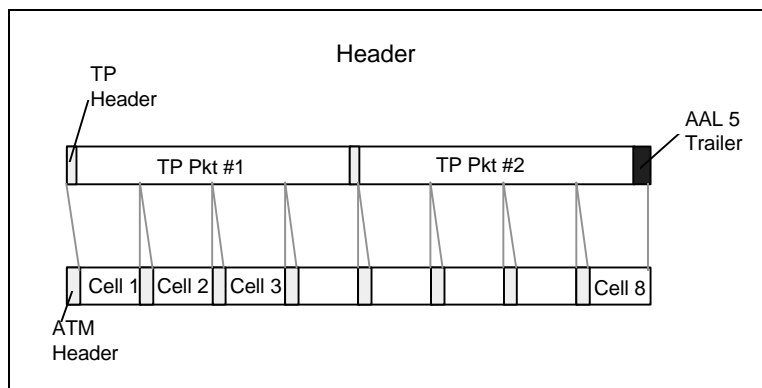 Header
TP
Header
AAL 5
Trailer
TP Pkt #1
TP Pkt #2
Cell 1
Cell 2
Cell 3
Cell 8
ATM
Header